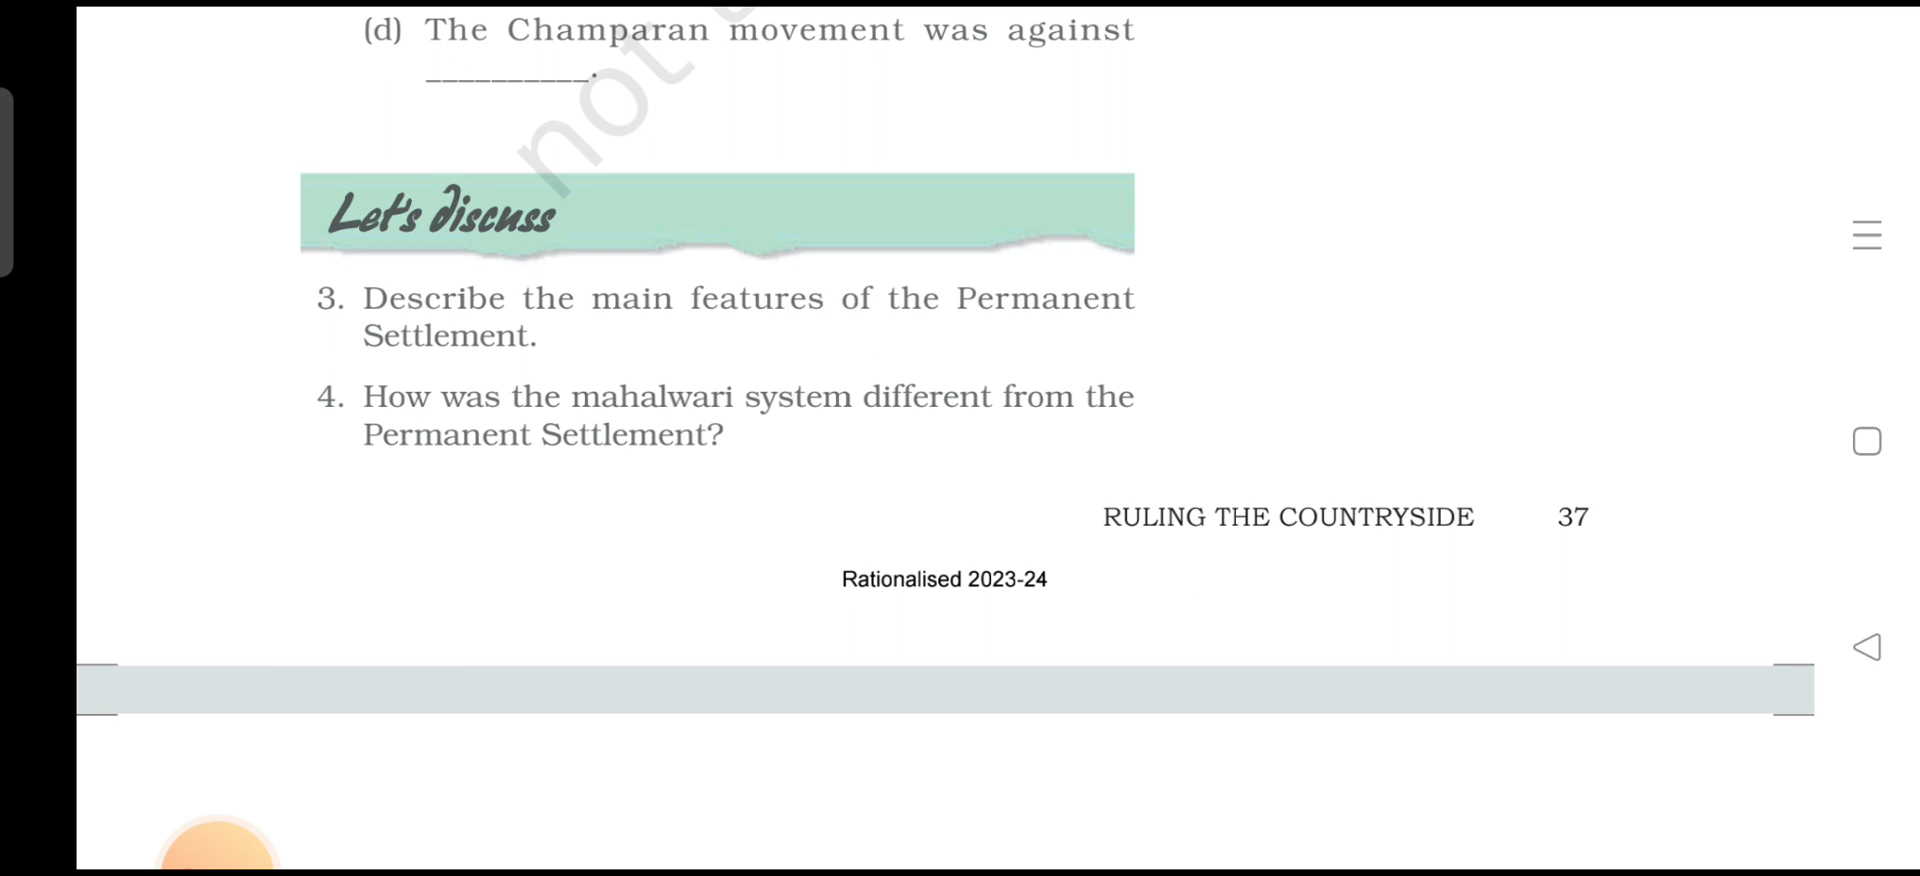 (d) The Champaran movement was against
__________.
not
Let's discuss
3. Describe the main features of the Permanent
Settlement.
4. How was the mahalwari system different from the
Permanent Settlement?
RULING THE COUNTRYSIDE 37
Rationalised 2023-24